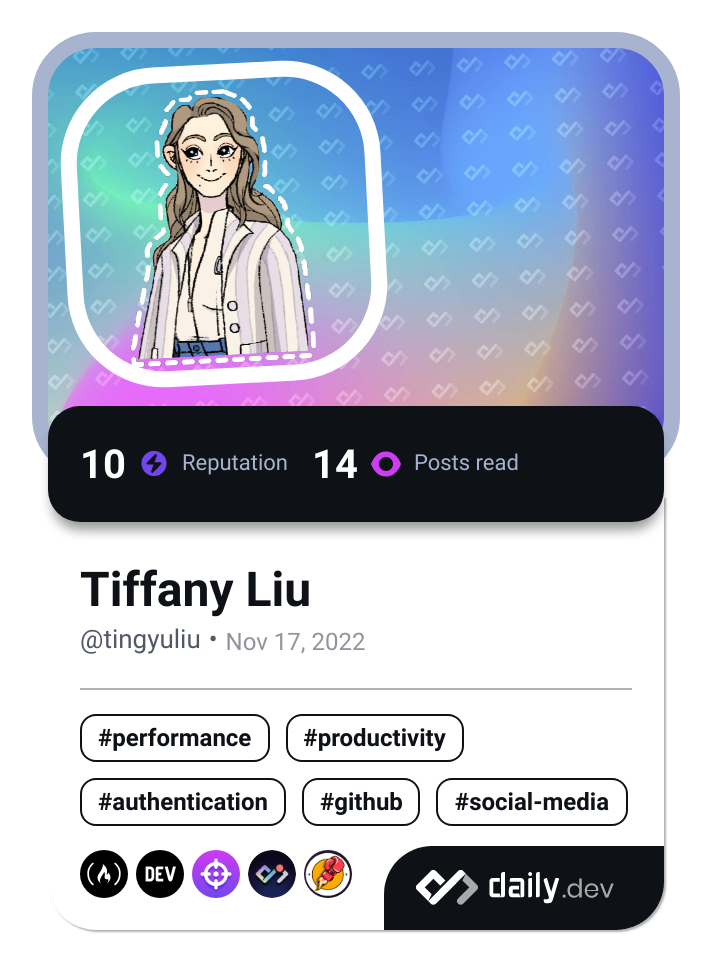 10 Reputation 14 Posts read
Tiffany Liu
@tingyuliu • Nov 17, 2022
#performance #productivity
#authentication #github #social-media
DEV
daily.dev